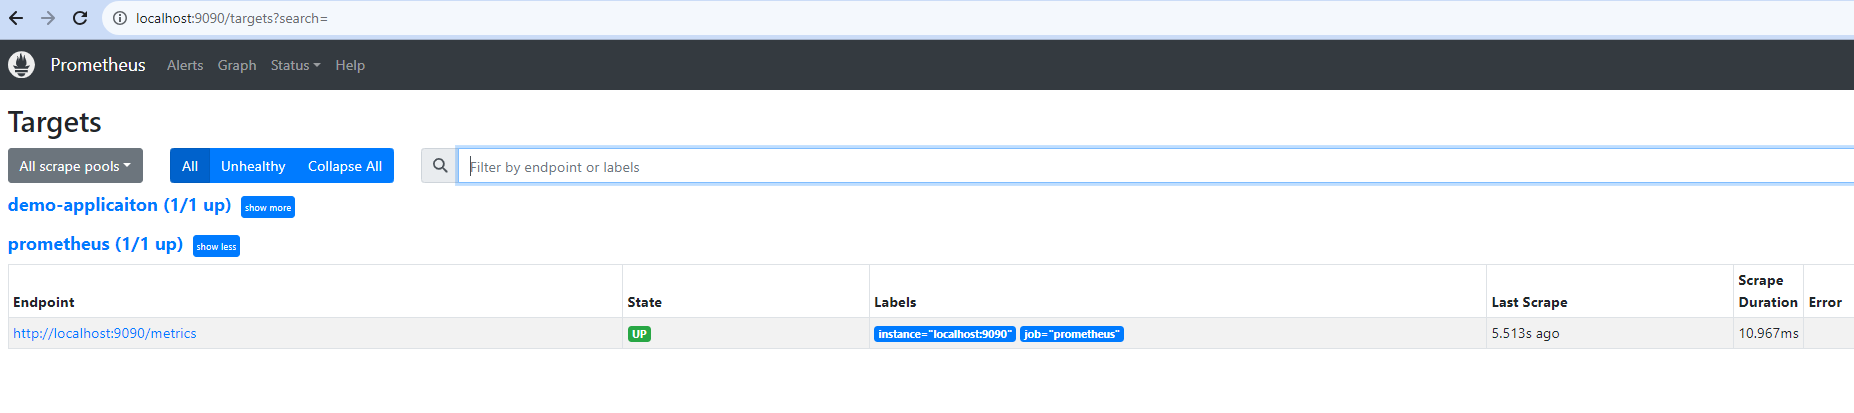 localhost:9090/targets?search=
Prometheus Alerts Graph Status Help
Targets
All scrape pools All Unhealthy Collapse All Filter by endpoint or labels
demo-applicaiton (1/1 up) show more
prometheus (1/1 up) show less
Endpoint State Labels Last Scrape Scrape Duration Error
http://localhost:9090/metrics UP instance="localhost:9090" job="prometheus" 5.513s ago 10.967ms